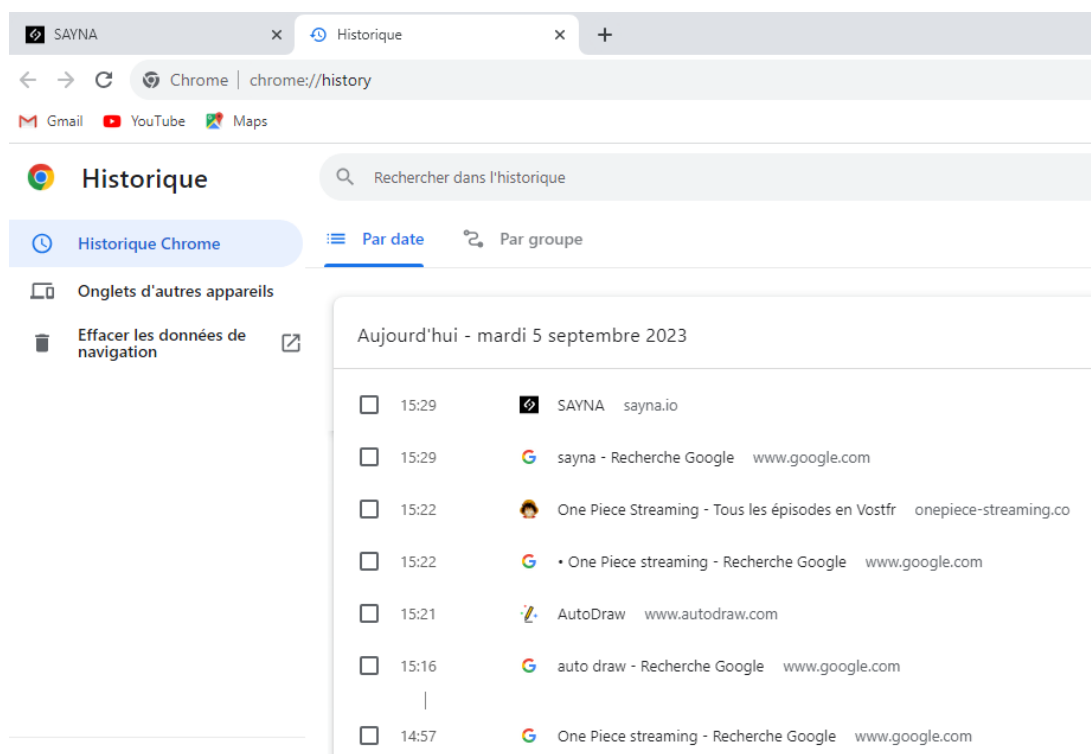 SAYNA
Historique
Chrome | chrome://history
Gmail YouTube Maps
Historique
Rechercher dans l'historique
Historique Chrome
Onglets d'autres appareils
Effacer les données de
navigation
Par date Par groupe
Aujourd'hui - mardi 5 septembre 2023
15:29 SAYNA sayna.io
15:29 sayna - Recherche Google www.google.com
15:22 One Piece Streaming - Tous les épisodes en Vostfr onepiece-streaming.co
15:22 • One Piece streaming - Recherche Google www.google.com
15:21 AutoDraw www.autodraw.com
15:16 auto draw - Recherche Google www.google.com
14:57 One Piece streaming - Recherche Google www.google.com